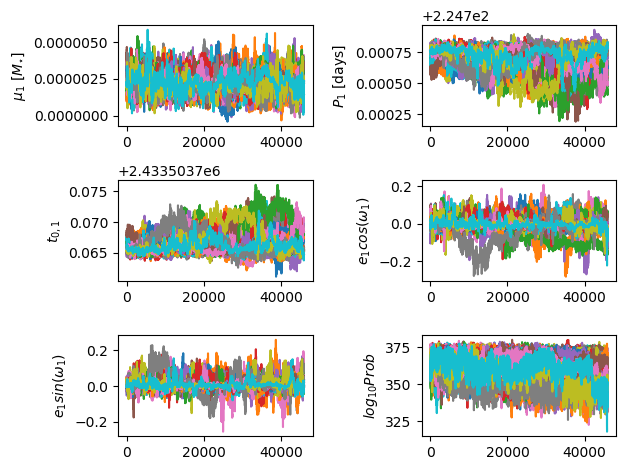 +2.247e2
μ₁ [M.]
0.0000050
0.0000025
0.0000000
0 20000 40000
P₁ [days]
0.00075
0.00050
0.00025
0 20000 40000
+2.4335037e6
t₀,₁
0.075
0.070
0.065
0 20000 40000
e₁cos(ω₁)
0.2
0.0
−0.2
0 20000 40000
e₁sin(ω₁)
0.2
0.0
−0.2
0 20000 40000
log₁₀Prob
375
350
325
0 20000 40000